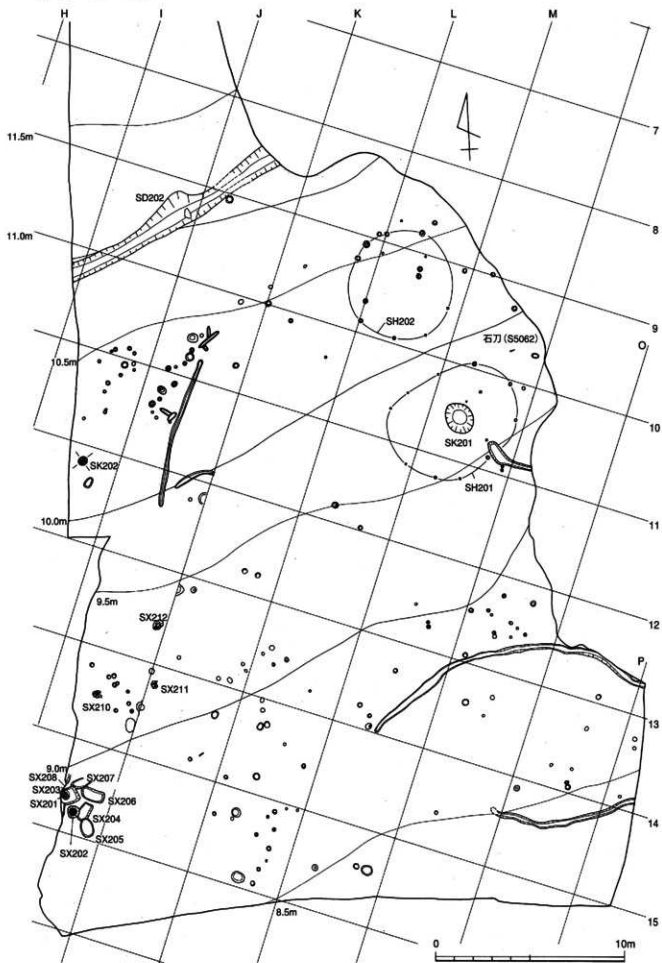 H I J K L M
7
11.5m
SD202
8
11.0m
9
SH202
石刀(S5062)
O
10.5m
10
SK201
SK202
SH201
11
10.0m
9.5m
12
SX212
P
SX211
SX210
13
9.0m
SX208 SX207
SX203
SX201 SX206
SX204
SX205
SX202
14
8.5m
15
0 10m